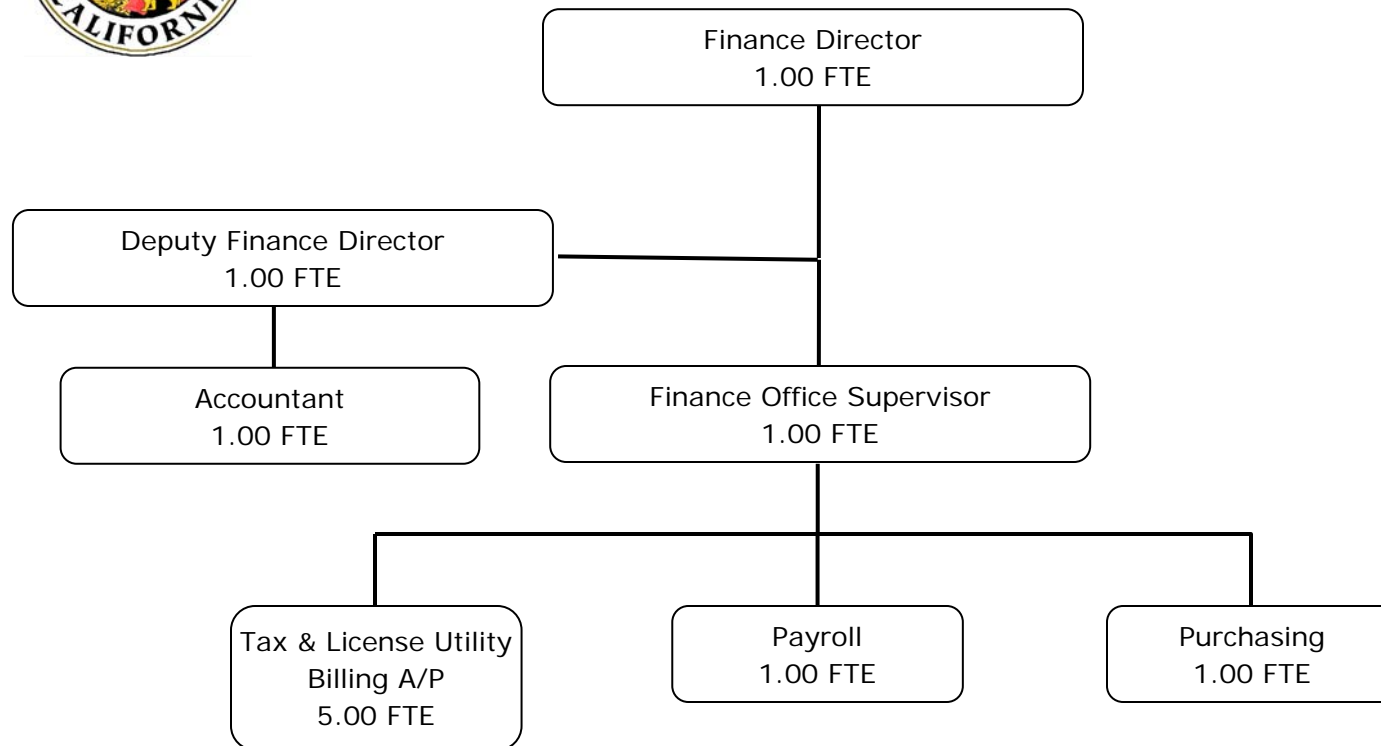 CALIFORNIA
Finance Director
1.00 FTE
Deputy Finance Director
1.00 FTE
Accountant
1.00 FTE
Finance Office Supervisor
1.00 FTE
Tax & License Utility
Billing A/P
5.00 FTE
Payroll
1.00 FTE
Purchasing
1.00 FTE